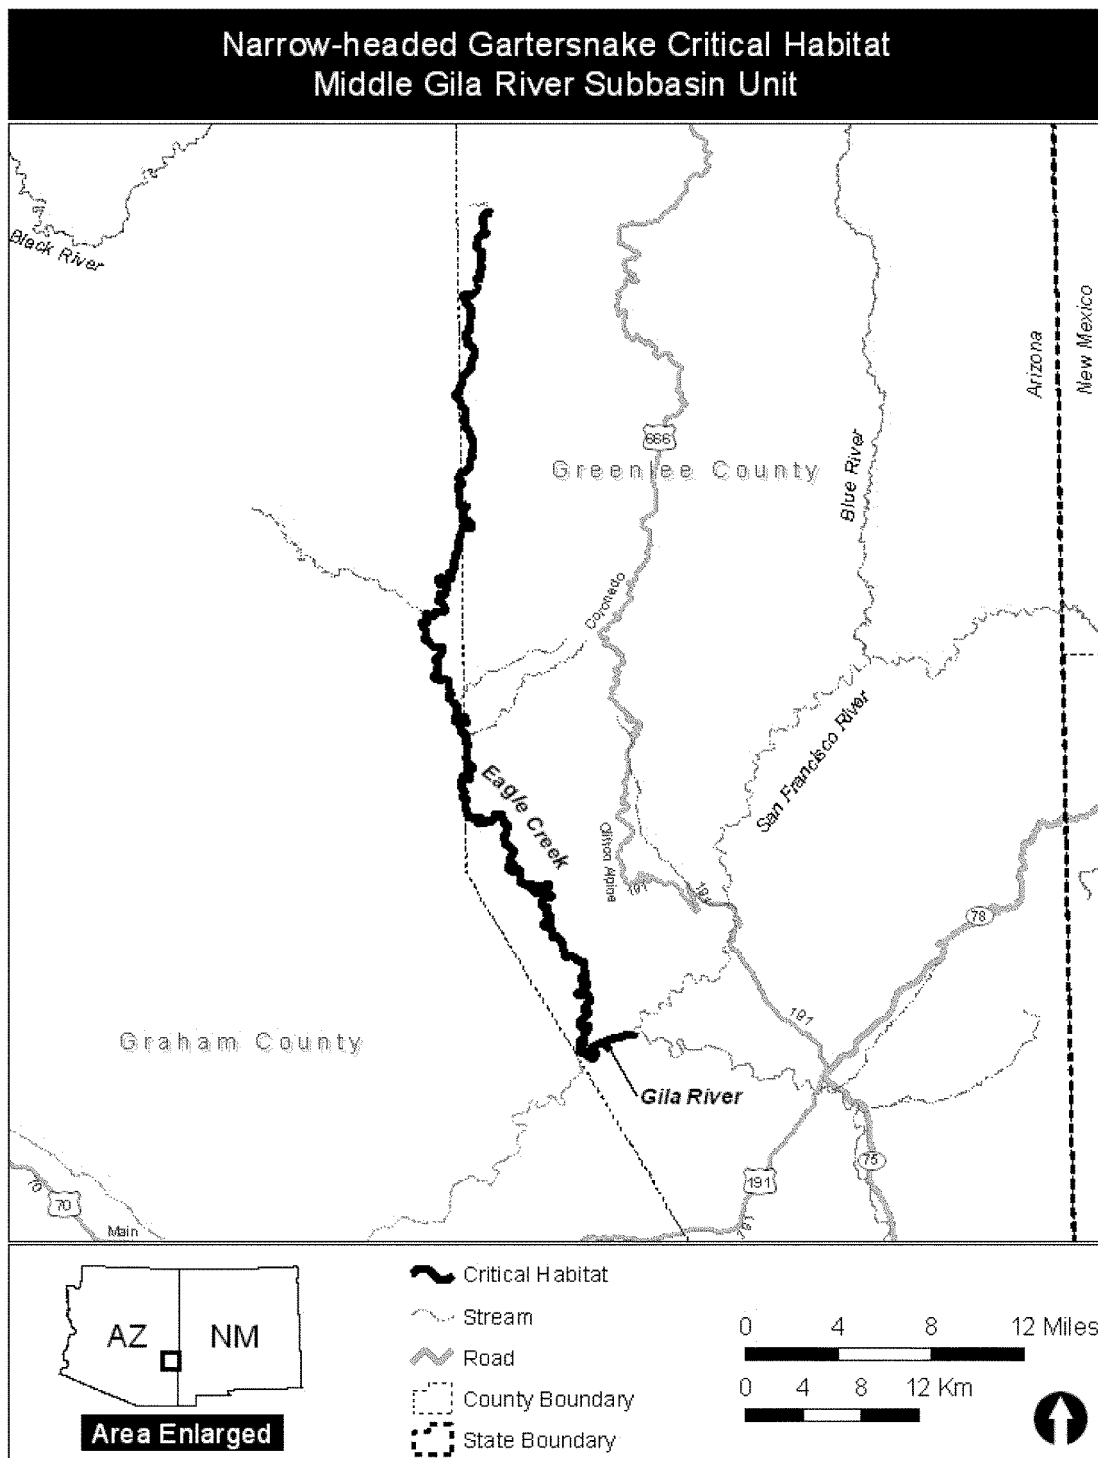 Narrow-headed Gartersnake Critical Habitat
Middle Gila River Subbasin Unit
Black River
Arizona
New Mexico
666
Greenlee County
Blue River
Coronado
San Francisco River
Eagle Creek
Clifton Alpine
191
191
78
191
Graham County
Gila River
75
191
70
70
Main
AZ
NM
Area Enlarged
Critical Habitat
Stream
Road
County Boundary
State Boundary
0 4 8 12 Miles
0 4 8 12 Km